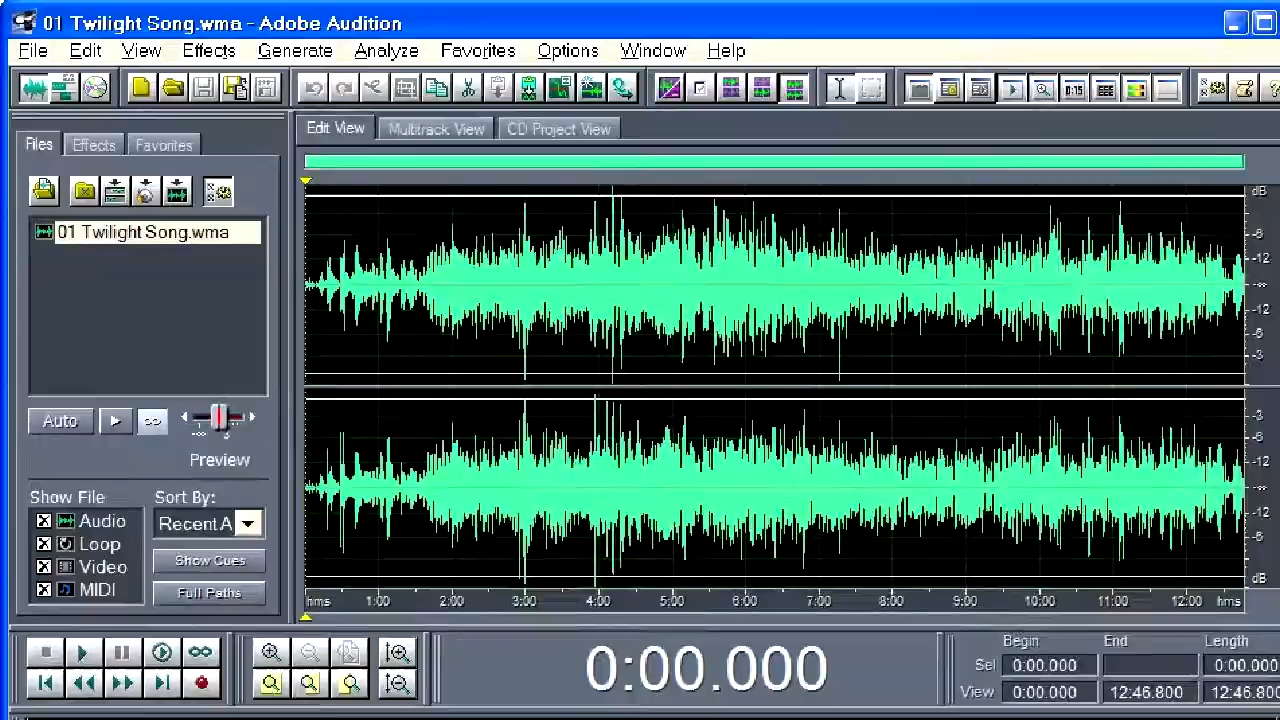 01 Twilight Song.wma - Adobe Audition
File Edit View Effects Generate Analyze Favorites Options Window Help
Edit View Multitrack View CD Project View
Files Effects Favorites
01 Twilight Song.wma
Auto
Preview
Show File Sort By:
Audio
Loop
Video
MIDI
Recent A
Show Cues
Full Paths
dB
-6
-12
-∞
-12
-6
-3
-3
-6
-12
-∞
-12
-6
dB
hms 1:00 2:00 3:00 4:00 5:00 6:00 7:00 8:00 9:00 10:00 11:00 12:00 hms
0:00.000
Begin End Length
Sel 0:00.000 0:00.000
View 0:00.000 12:46.800 12:46.800